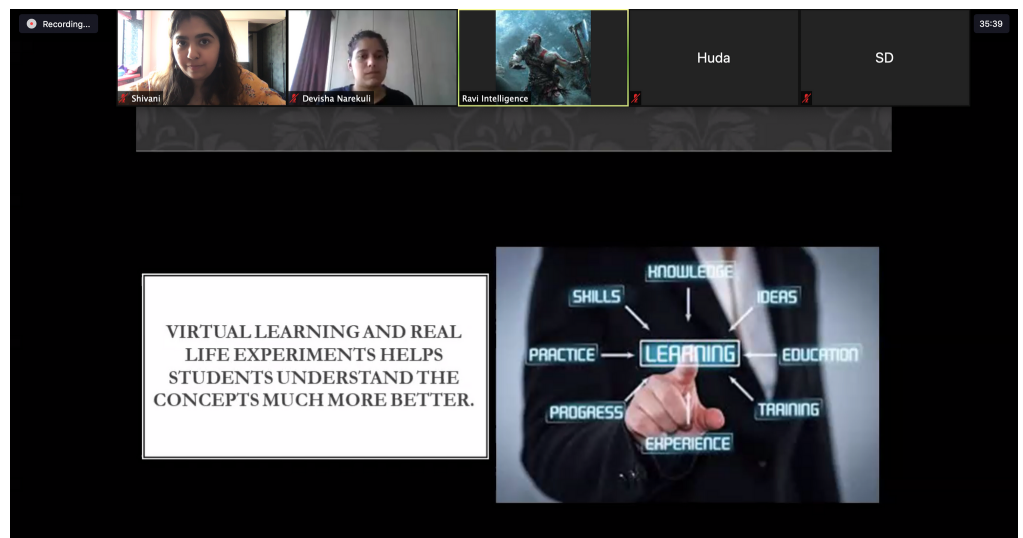 Recording...
35:39
Huda
SD
Shivani
Devisha Narekuli
Ravi Intelligence
VIRTUAL LEARNING AND REAL
LIFE EXPERIMENTS HELPS
STUDENTS UNDERSTAND THE
CONCEPTS MUCH MORE BETTER.
KNOWLEDGE
SKILLS
IDEAS
PRACTICE
LEARNING
EDUCATION
PROGRESS
TRAINING
EXPERIENCE